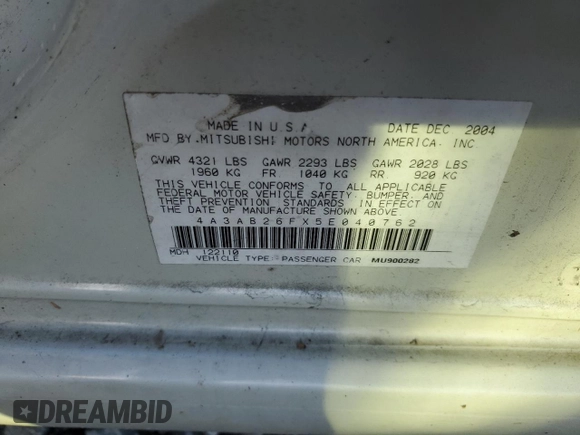 MADE IN U.S.A DATE DEC 2004
MFD BY.MITSUBISHI MOTORS NORTH AMERICA. INC
GVWR 4321 LBS GAWR 2293 LBS GAWR 2028 LBS
1960 KG FR. 1040 KG RR. 920 KG
THIS VEHICLE CONFORMS TO ALL APPLICABLE
FEDERAL MOTOR VEHICLE SAFETY, BUMPER, AND
THEFT PREVENTION STANDARDS IN EFFECT ON
THE DATE OF MANUFACTURE SHOWN ABOVE
4A3AB26FX5E040762
MDH 122110
VEHICLE TYPE: PASSENGER CAR MU900282
DREAMBID